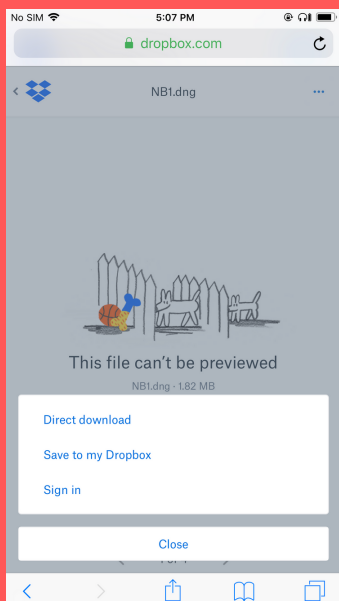 No SIM 5:07 PM
dropbox.com
NB1.dng
This file can't be previewed
NB1.dng - 1.82 MB
Direct download
Save to my Dropbox
Sign in
Close